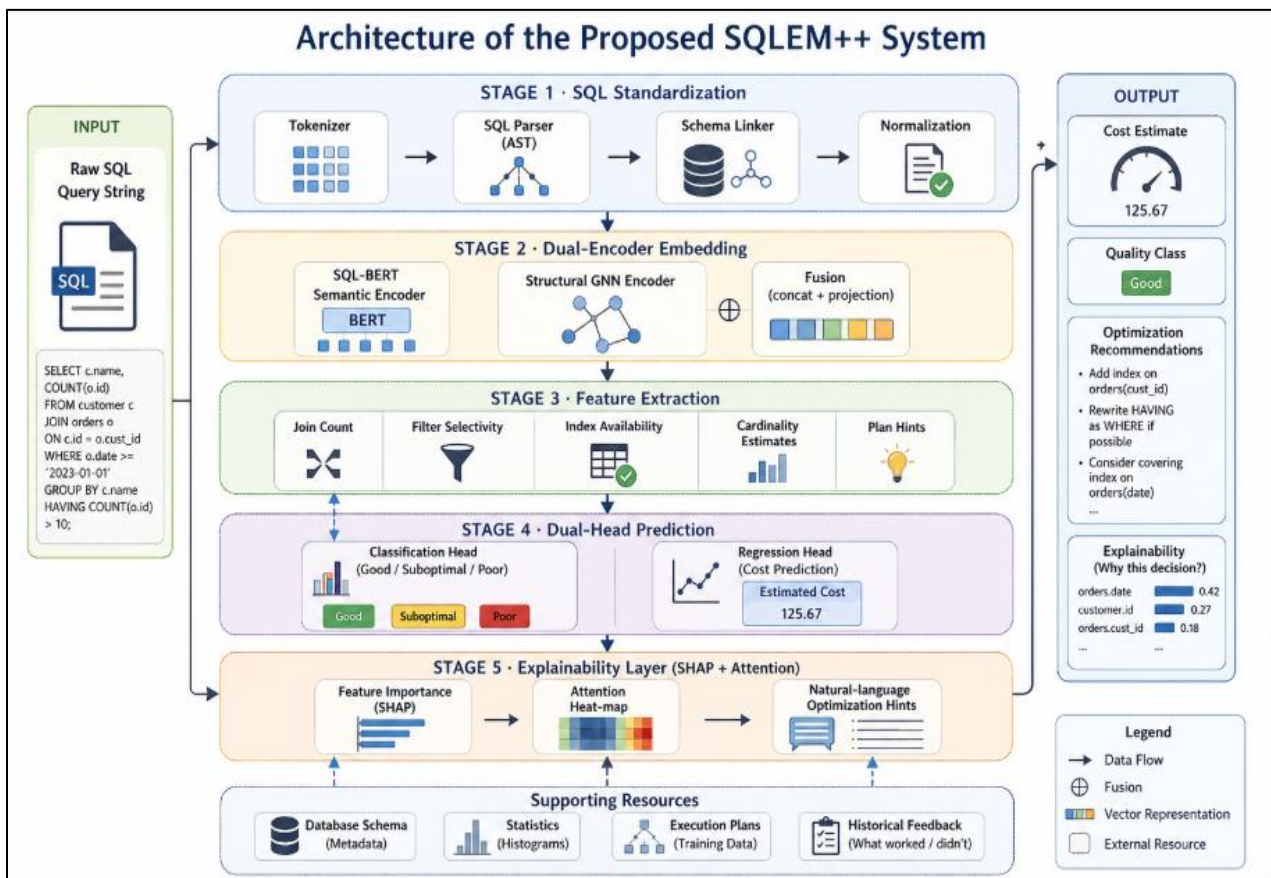 Architecture of the Proposed SQLEM++ System
INPUT
Raw SQL
Query String
SQL
SELECT c.name,
COUNT(o.id)
FROM customer c
JOIN orders o
ON c.id = o.cust_id
WHERE o.date >=
'2023-01-01'
GROUP BY c.name
HAVING COUNT(o.id)
> 10;
STAGE 1 · SQL Standardization
Tokenizer
SQL Parser
(AST)
Schema Linker
Normalization
STAGE 2 · Dual-Encoder Embedding
SQL-BERT
Semantic Encoder
BERT
Structural GNN Encoder
Fusion
(concat + projection)
STAGE 3 · Feature Extraction
Join Count
Filter Selectivity
Index Availability
Cardinality
Estimates
Plan Hints
STAGE 4 · Dual-Head Prediction
Classification Head
(Good / Suboptimal / Poor)
Good
Suboptimal
Poor
Regression Head
(Cost Prediction)
Estimated Cost
125.67
STAGE 5 · Explainability Layer (SHAP + Attention)
Feature Importance
(SHAP)
Attention
Heat-map
Natural-language
Optimization Hints
Supporting Resources
Database Schema
(Metadata)
Statistics
(Histograms)
Execution Plans
(Training Data)
Historical Feedback
(What worked / didn't)
OUTPUT
Cost Estimate
125.67
Quality Class
Good
Optimization
Recommendations
• Add index on
orders(cust_id)
• Rewrite HAVING
as WHERE if
possible
• Consider covering
index on
orders(date)
...
Explainability
(Why this decision?)
orders.date 0.42
customer.id 0.27
orders.cust_id 0.18
... ...
Legend
Data Flow
Fusion
Vector Representation
External Resource